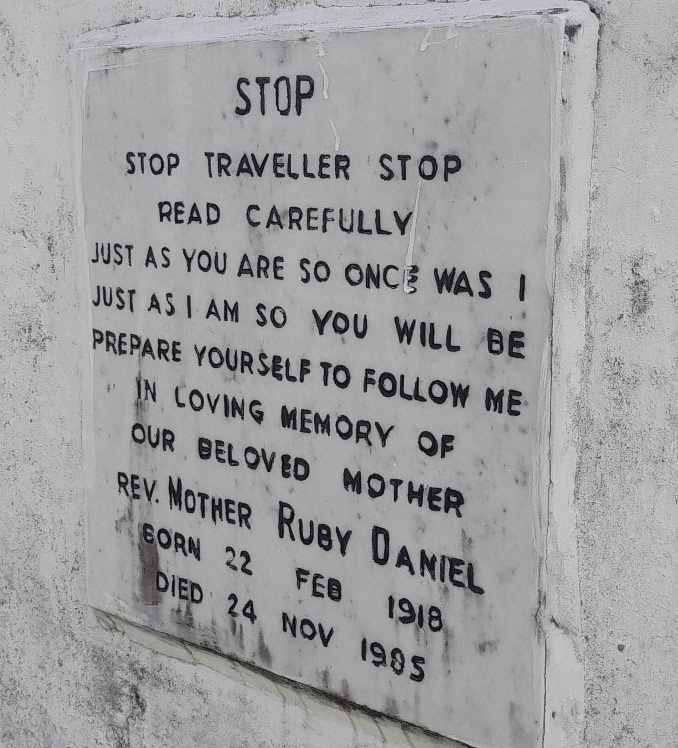 STOP
STOP TRAVELLER STOP
READ CAREFULLY
JUST AS YOU ARE SO ONCE WAS I
JUST AS I AM SO YOU WILL BE
PREPARE YOURSELF TO FOLLOW ME
IN LOVING MEMORY OF
OUR BELOVED MOTHER
REV. MOTHER RUBY DANIEL
BORN 22 FEB 1918
DIED 24 NOV 1985